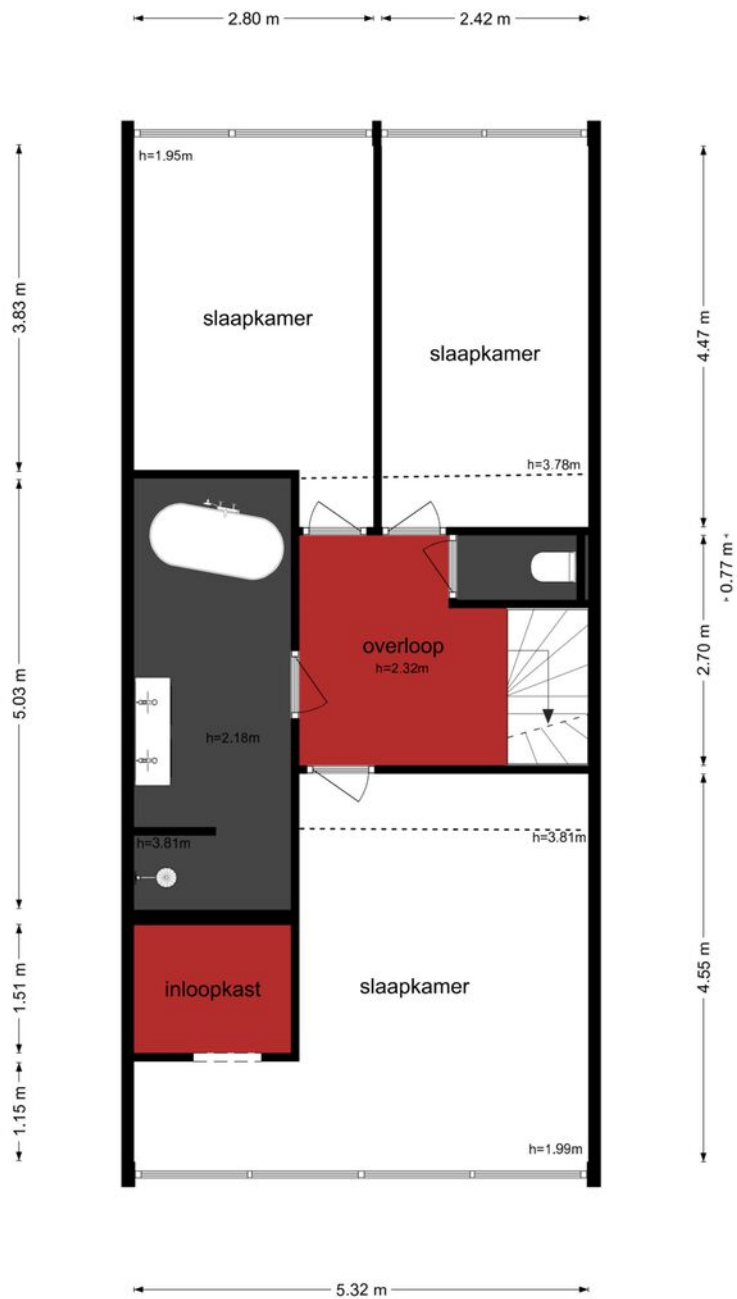 2.80 m
2.42 m
h=1.95m
3.83 m
slaapkamer
4.47 m
slaapkamer
h=3.78m
0.77 m
overloop
h=2.32m
2.70 m
5.03 m
h=2.18m
h=3.81m
h=3.81m
inloopkast
slaapkamer
1.51 m
4.55 m
1.15 m
h=1.99m
5.32 m